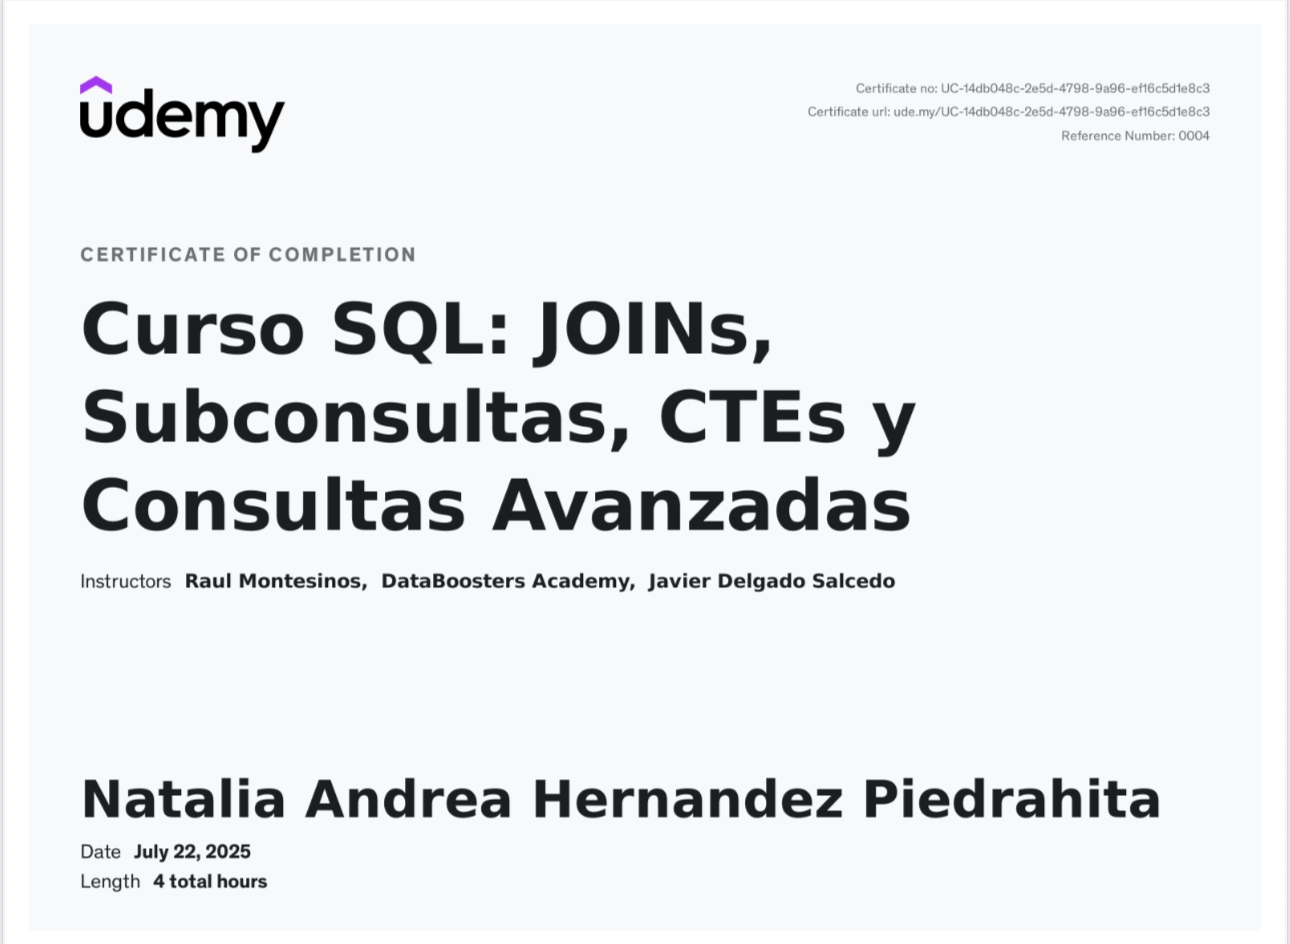 udemy
Certificate no: UC-14db048c-2e5d-4798-9a96-ef16c5d1e8c3
Certificate url: ude.my/UC-14db048c-2e5d-4798-9a96-ef16c5d1e8c3
Reference Number: 0004
CERTIFICATE OF COMPLETION
Curso SQL: JOINs,
Subconsultas, CTEs y
Consultas Avanzadas
Instructors Raul Montesinos, DataBoosters Academy, Javier Delgado Salcedo
Natalia Andrea Hernandez Piedrahita
Date July 22, 2025
Length 4 total hours